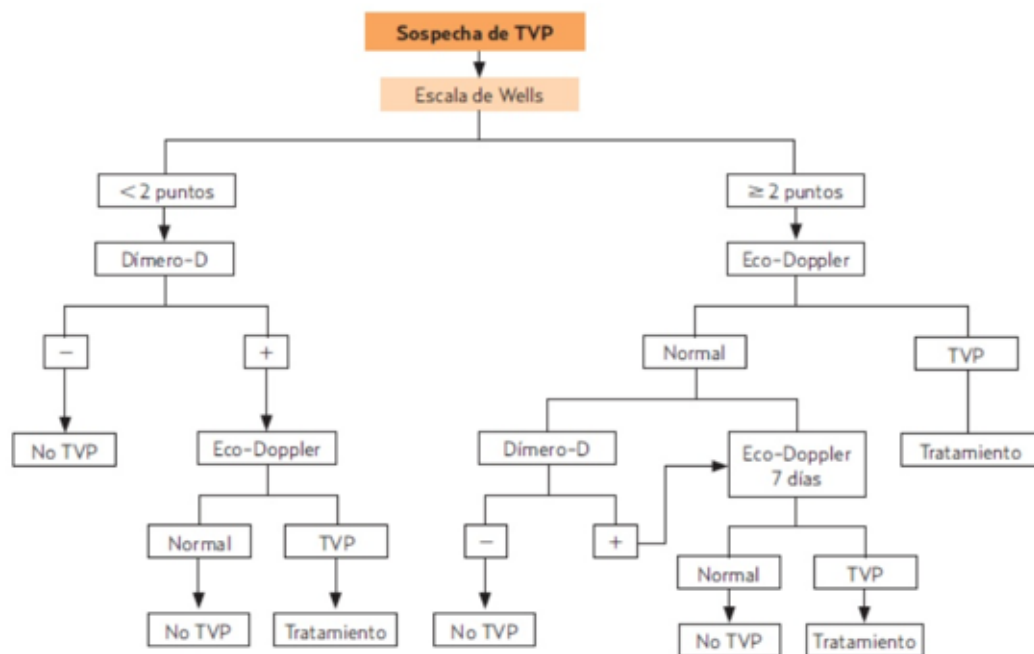 Sospecha de TVP
Escala de Wells
< 2 puntos
≥ 2 puntos
Dímero-D
Eco-Doppler
−
+
Normal
TVP
No TVP
Eco-Doppler
Dímero-D
Eco-Doppler
7 días
Tratamiento
Normal
TVP
−
+
Normal
TVP
No TVP
Tratamiento
No TVP
No TVP
Tratamiento